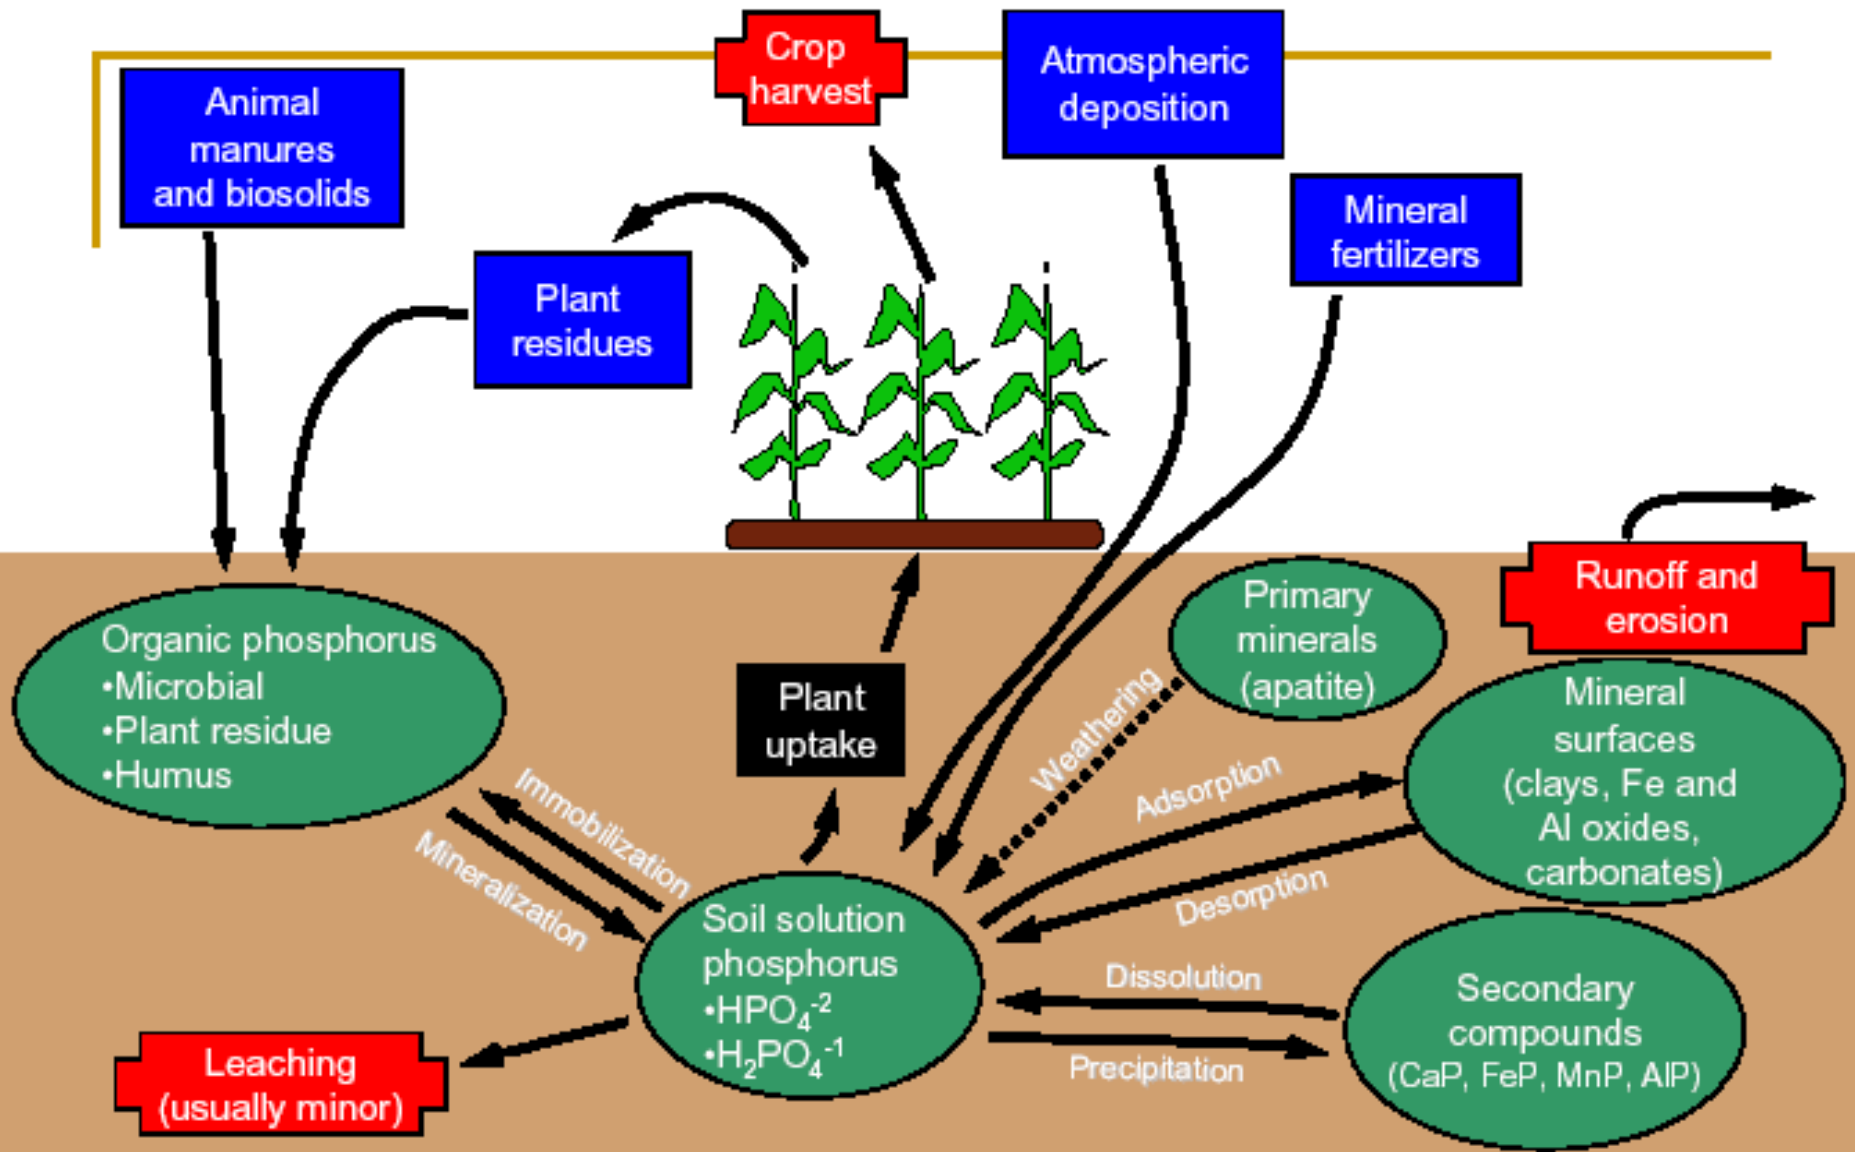 Animal
manures
and biosolids
Crop
harvest
Atmospheric
deposition
Mineral
fertilizers
Plant
residues
Runoff and
erosion
Primary
minerals
(apatite)
Organic phosphorus
•Microbial
•Plant residue
•Humus
Plant
uptake
Mineral
surfaces
(clays, Fe and
Al oxides,
carbonates)
Weathering
Adsorption
Desorption
Immobilization
Mineralization
Soil solution
phosphorus
•HPO₄⁻²
•H₂PO₄⁻¹
Dissolution
Precipitation
Secondary
compounds
(CaP, FeP, MnP, AlP)
Leaching
(usually minor)